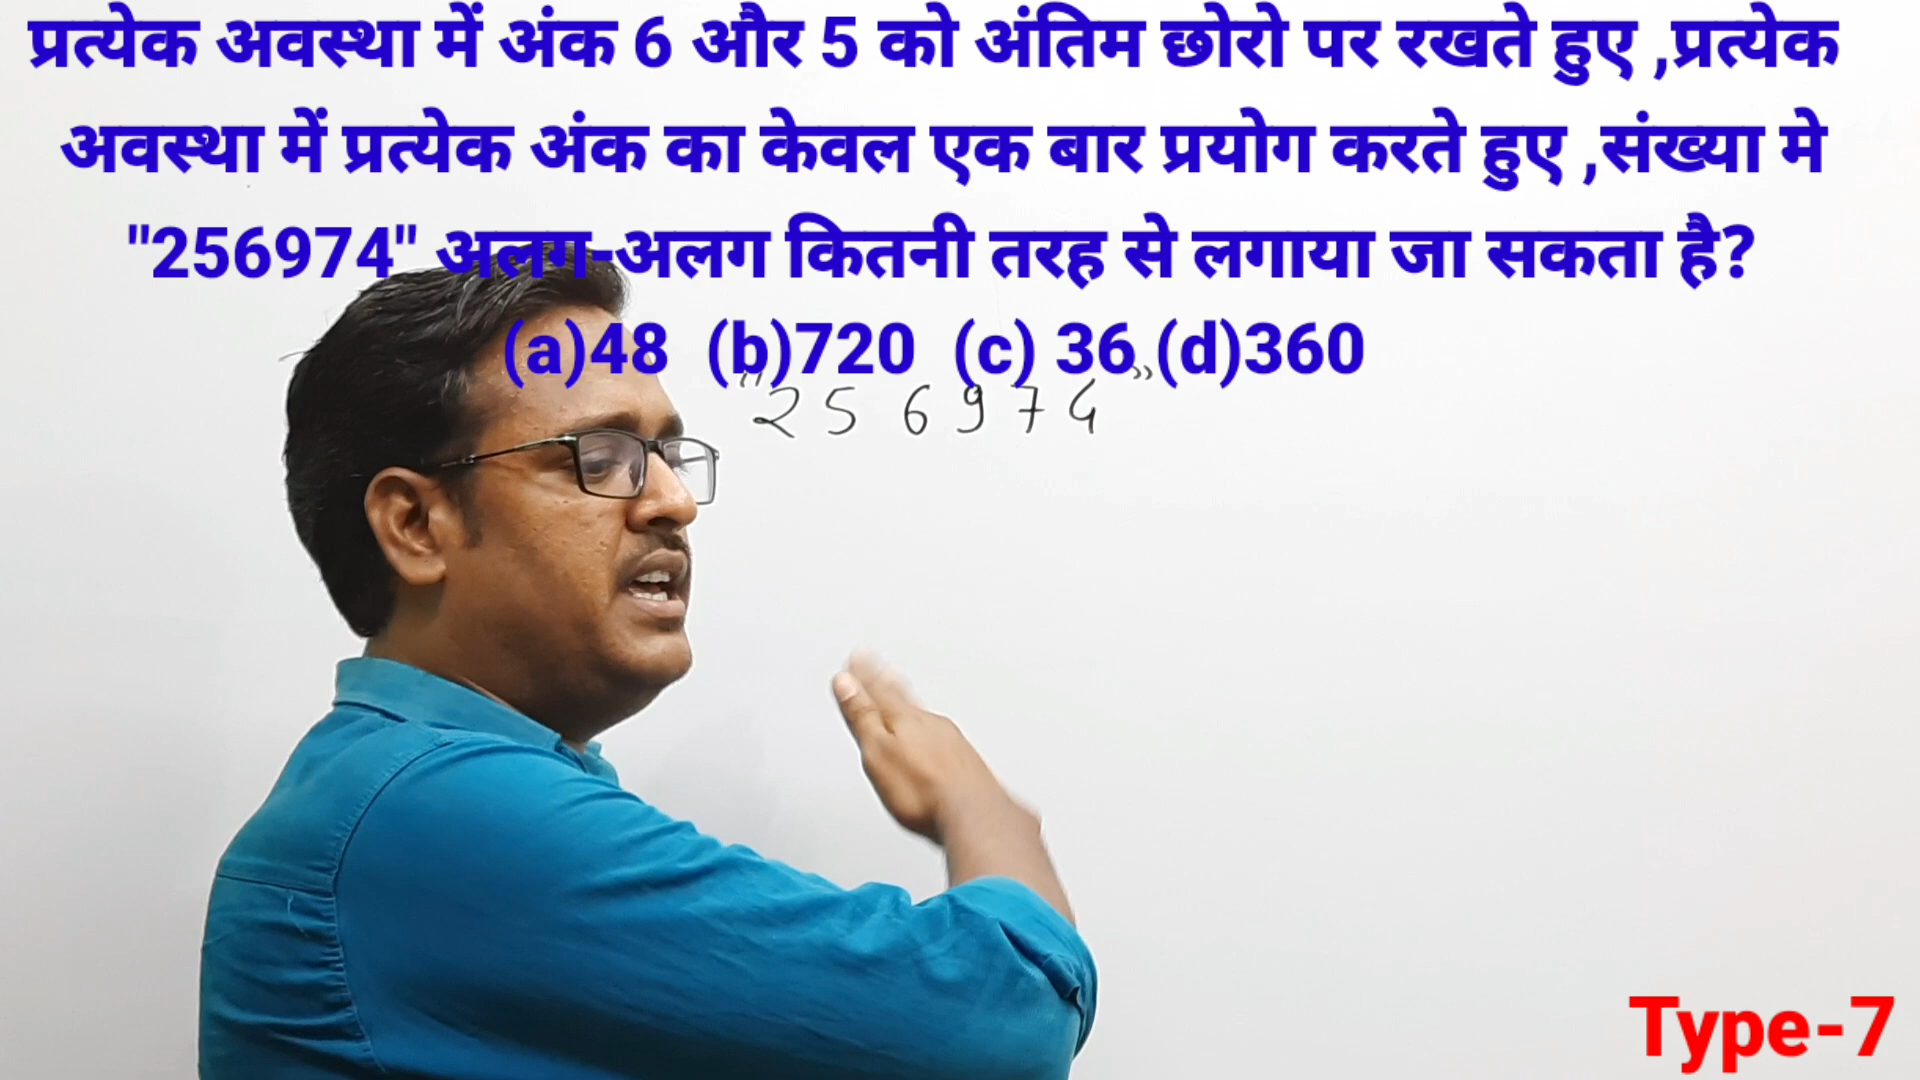 प्रत्येक अवस्था में अंक 6 और 5 को अंतिम छोरो पर रखते हुए ,प्रत्येक
अवस्था में प्रत्येक अंक का केवल एक बार प्रयोग करते हुए ,संख्या मे
"256974" अलग-अलग कितनी तरह से लगाया जा सकता है?
(a)48 (b)720 (c) 36 (d)360
"256974"
Type-7